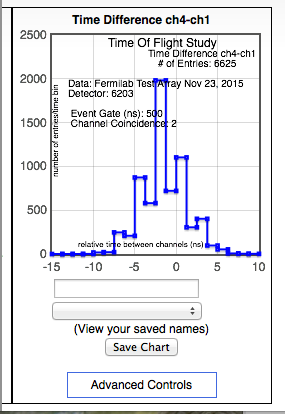 Time Difference ch4-ch1
2500
Time Of Flight Study
Time Difference ch4-ch1
# of Entries: 6625
2000
Data: Fermilab TestArray Nov 23, 2015
Detector: 6203
Event Gate (ns): 500
Channel Coincidence: 2
1500
number of entries/time bin
1000
500
relative time between channels (ns)
0
-15 -10 -5 0 5 10
(View your saved names)
Save Chart
Advanced Controls